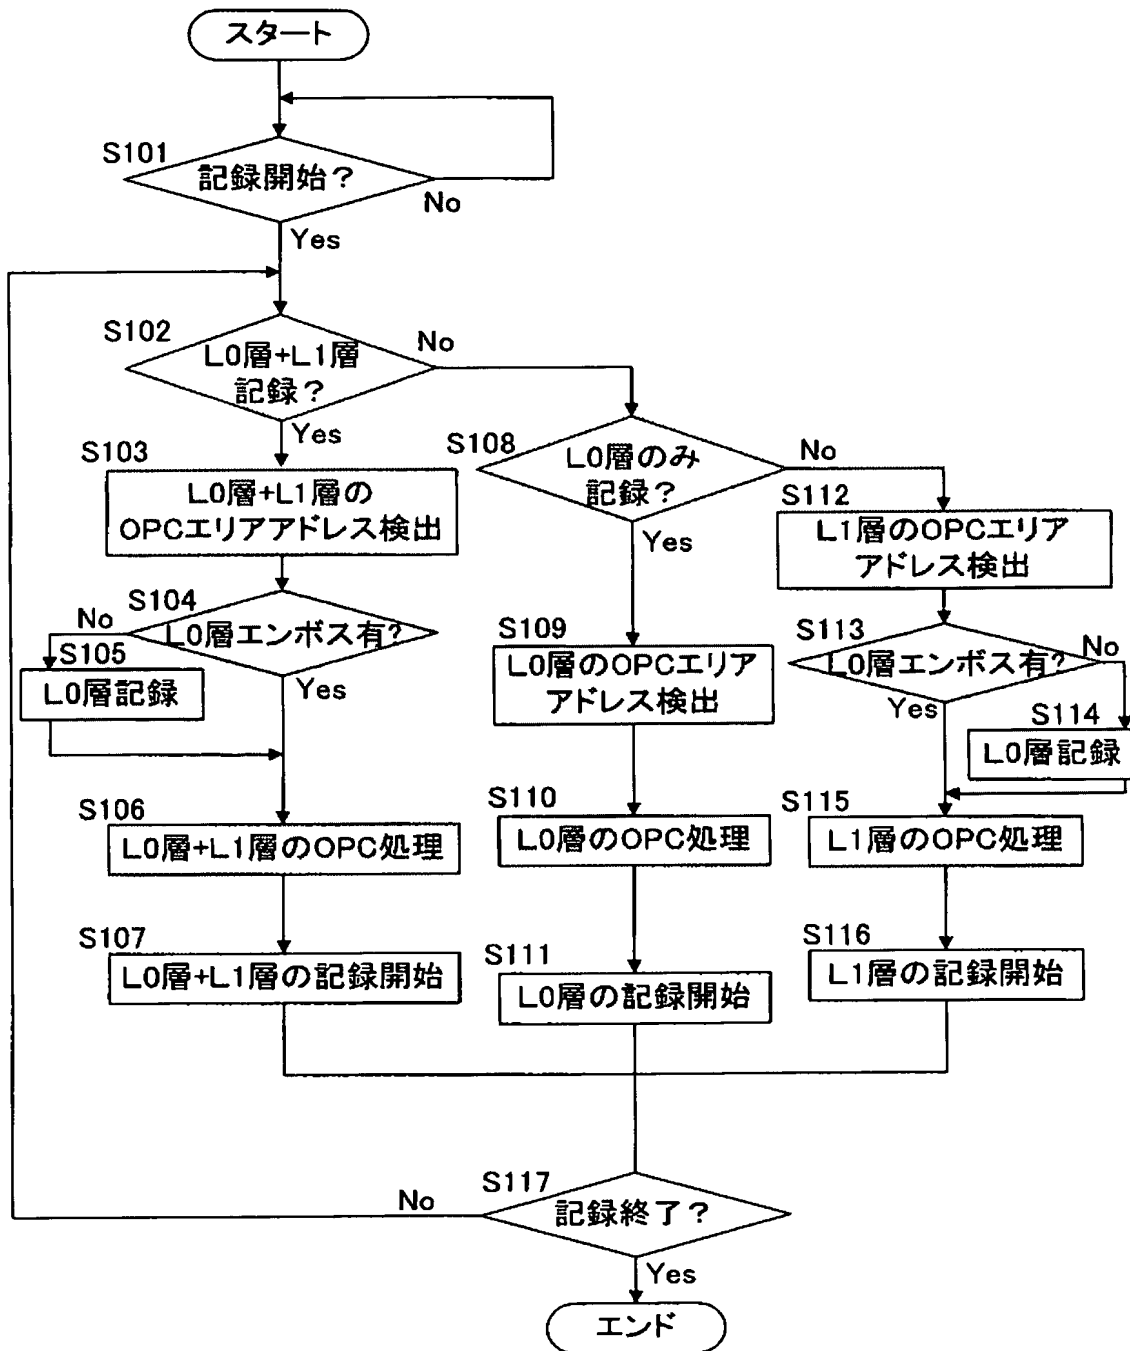 スタート
S101
記録開始？
No
Yes
S102
L0層+L1層
記録？
No
Yes
S103
L0層+L1層の
OPCエリアアドレス検出
S104
L0層エンボス有?
No
S105
L0層記録
Yes
S106
L0層+L1層のOPC処理
S107
L0層+L1層の記録開始
S108
L0層のみ
記録？
No
Yes
S109
L0層のOPCエリア
アドレス検出
S110
L0層のOPC処理
S111
L0層の記録開始
S112
L1層のOPCエリア
アドレス検出
S113
L0層エンボス有?
No
Yes
S114
L0層記録
S115
L1層のOPC処理
S116
L1層の記録開始
S117
記録終了？
No
Yes
エンド